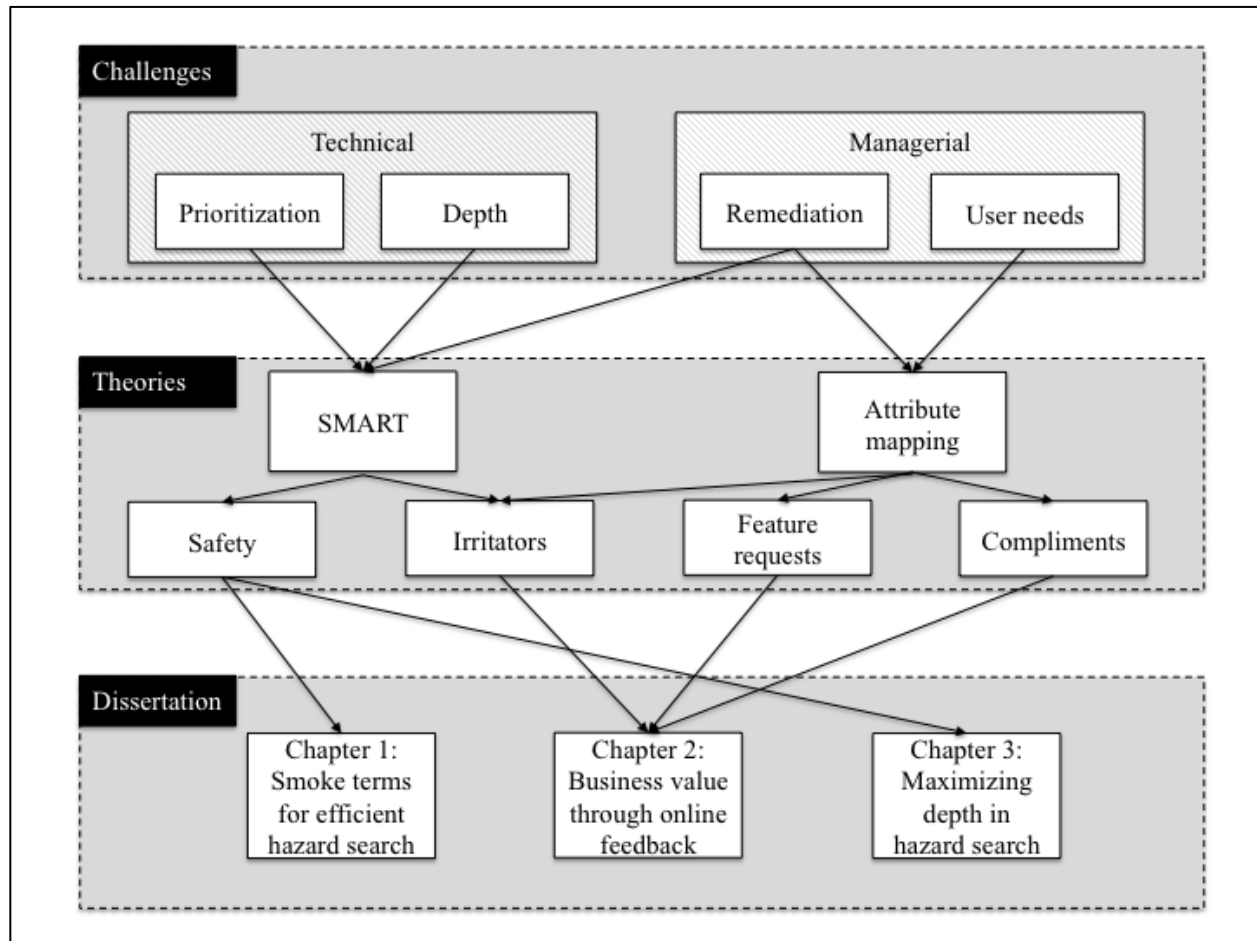 Challenges
Technical
Managerial
Prioritization
Depth
Remediation
User needs
Theories
SMART
Attribute
mapping
Safety
Irritators
Feature
requests
Compliments
Dissertation
Chapter 1:
Smoke terms
for efficient
hazard search
Chapter 2:
Business value
through online
feedback
Chapter 3:
Maximizing
depth in
hazard search